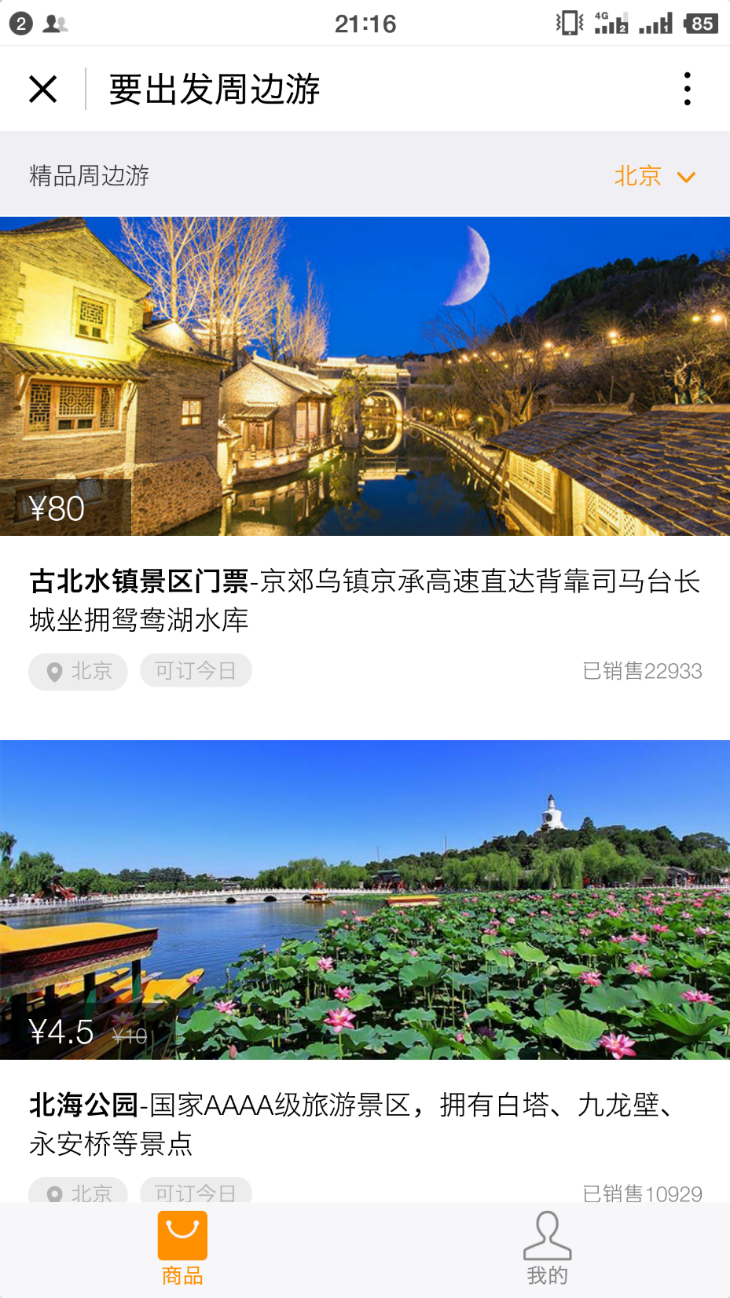 2
21:16
4G
2
1
85
要出发周边游
精品周边游
北京
¥80
古北水镇景区门票-京郊乌镇京承高速直达背靠司马台长
城坐拥鸳鸯湖水库
北京 可订今日 已销售22933
¥4.5 ¥10
北海公园-国家AAAA级旅游景区，拥有白塔、九龙壁、
永安桥等景点
北京 可订今日 已销售10929
商品
我的